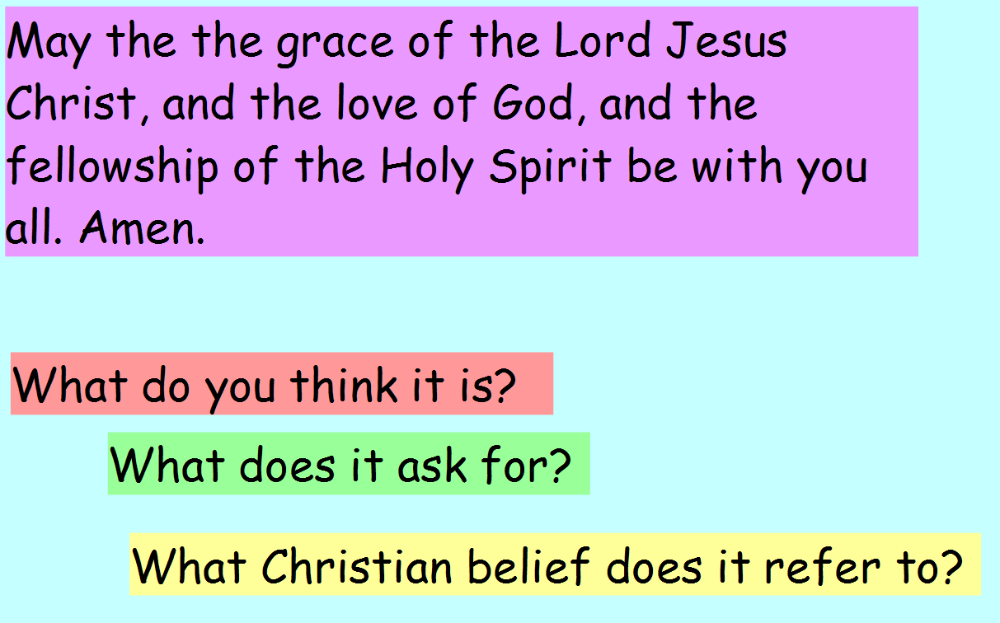 May the the grace of the Lord Jesus
Christ, and the love of God, and the
fellowship of the Holy Spirit be with you
all. Amen.
What do you think it is?
What does it ask for?
What Christian belief does it refer to?